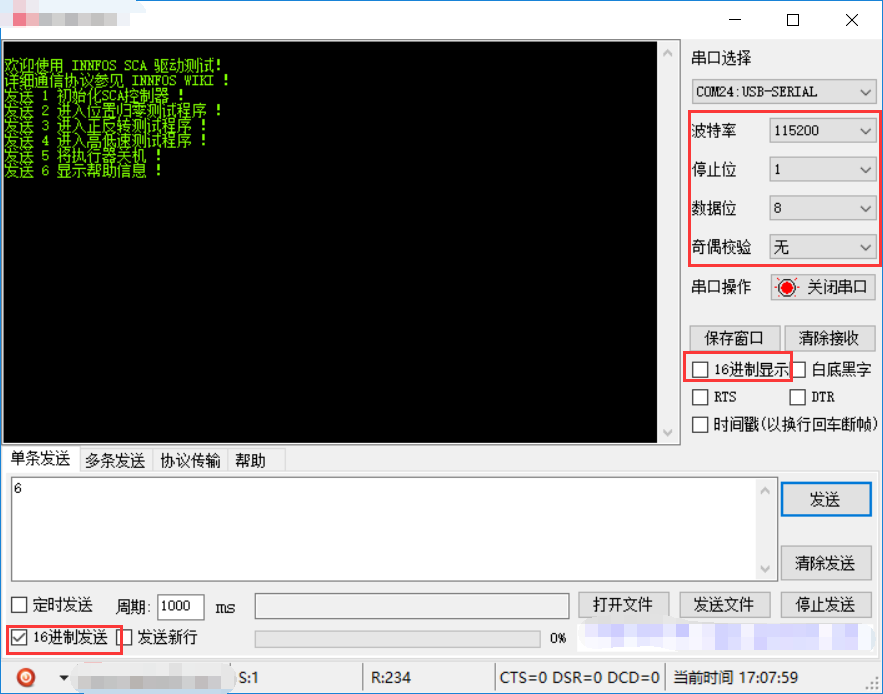 欢迎使用 INNFOS SCA 驱动测试!
详细通信协议参见 INNFOS WIKI !
发送 1 初始化SCA控制器 !
发送 2 进入位置归零测试程序 !
发送 3 进入正反转测试程序 !
发送 4 进入高低速测试程序 !
发送 5 将执行器关机 !
发送 6 显示帮助信息 !
串口选择
COM24:USB-SERIAL
波特率 115200
停止位 1
数据位 8
奇偶校验 无
串口操作 关闭串口
保存窗口 清除接收
16进制显示 白底黑字
RTS DTR
时间戳(以换行回车断帧)
单条发送 多条发送 协议传输 帮助
6
发送
清除发送
定时发送 周期: 1000 ms 打开文件 发送文件 停止发送
16进制发送 发送新行 0%
S:1 R:234 CTS=0 DSR=0 DCD=0 当前时间 17:07:59